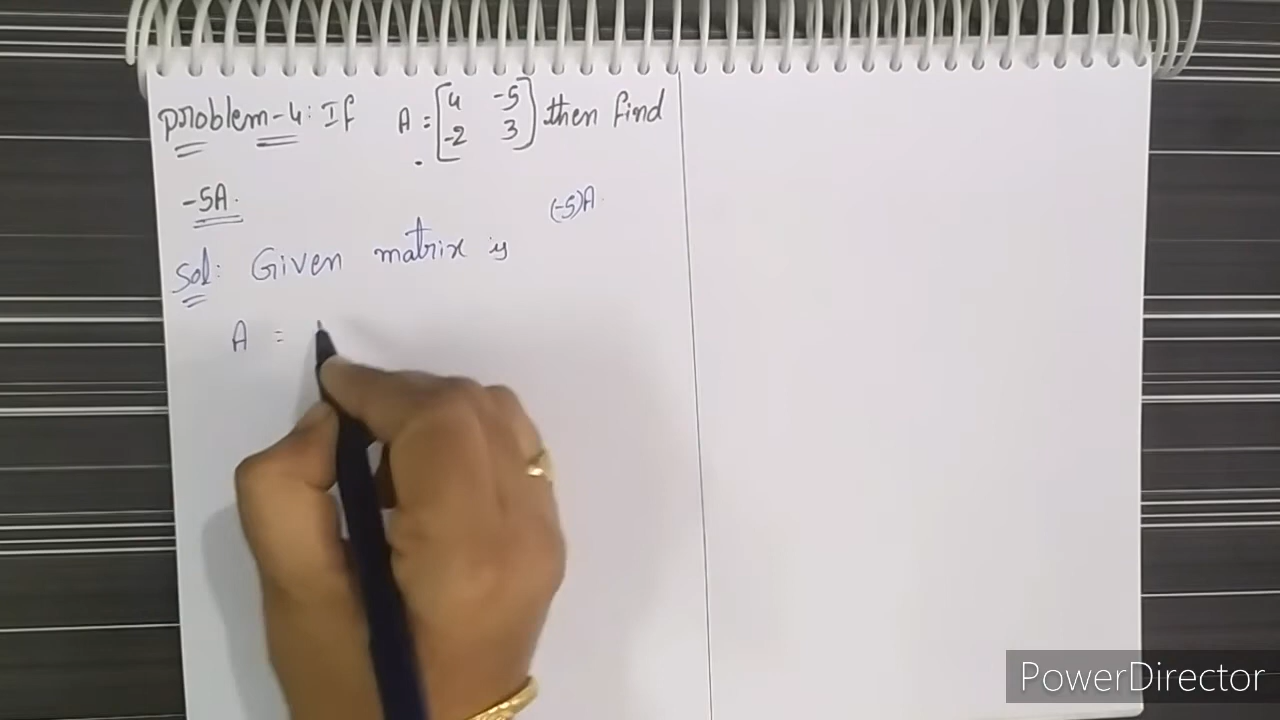 Problem-4: If A = [4 -5
-2 3] then find
-5A.
(-5)A.
Sol: Given matrix is
A =
PowerDirector